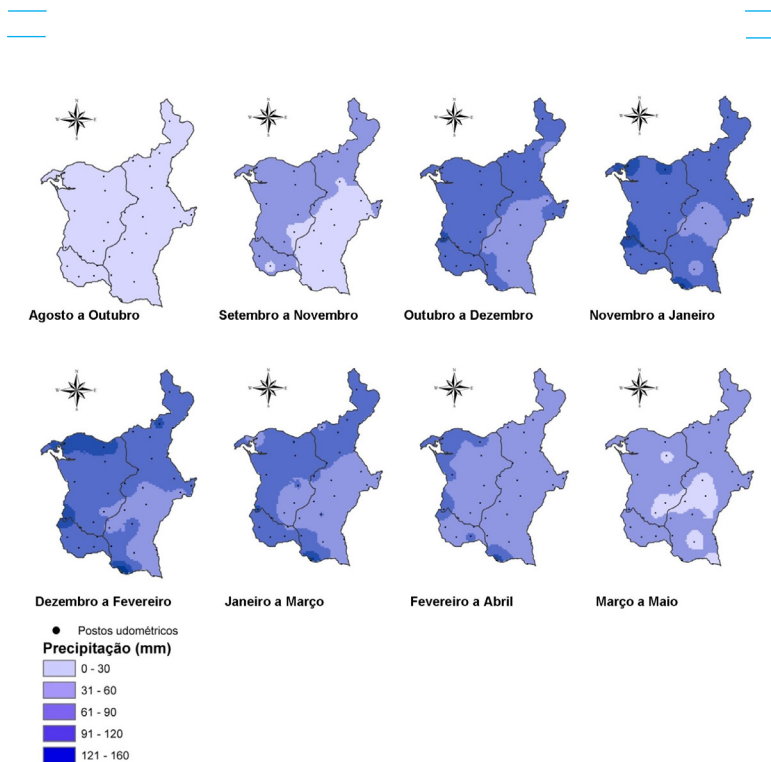 Agosto a Outubro
Setembro a Novembro
Outubro a Dezembro
Novembro a Janeiro
Dezembro a Fevereiro
Janeiro a Março
Fevereiro a Abril
Março a Maio
Postos udométricos
Precipitação (mm)
0 - 30
31 - 60
61 - 90
91 - 120
121 - 160